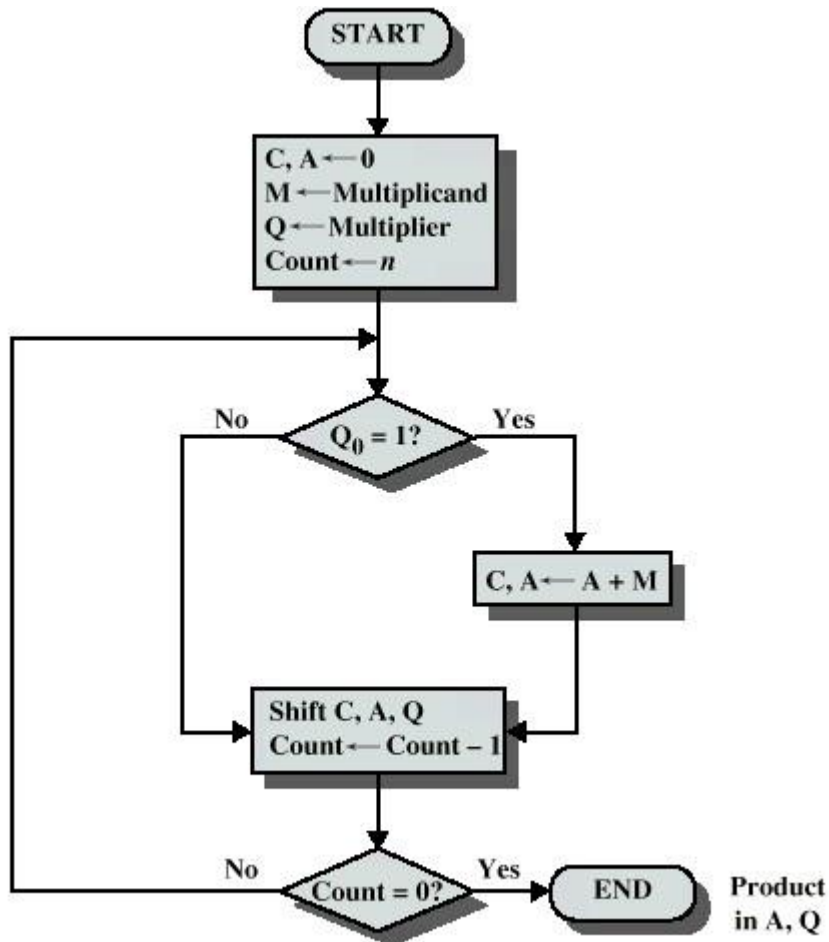 START
C, A ← 0
M ← Multiplicand
Q ← Multiplier
Count ← n
No
Q0 = 1?
Yes
C, A ← A + M
Shift C, A, Q
Count ← Count – 1
No
Count = 0?
Yes
END
Product
in A, Q